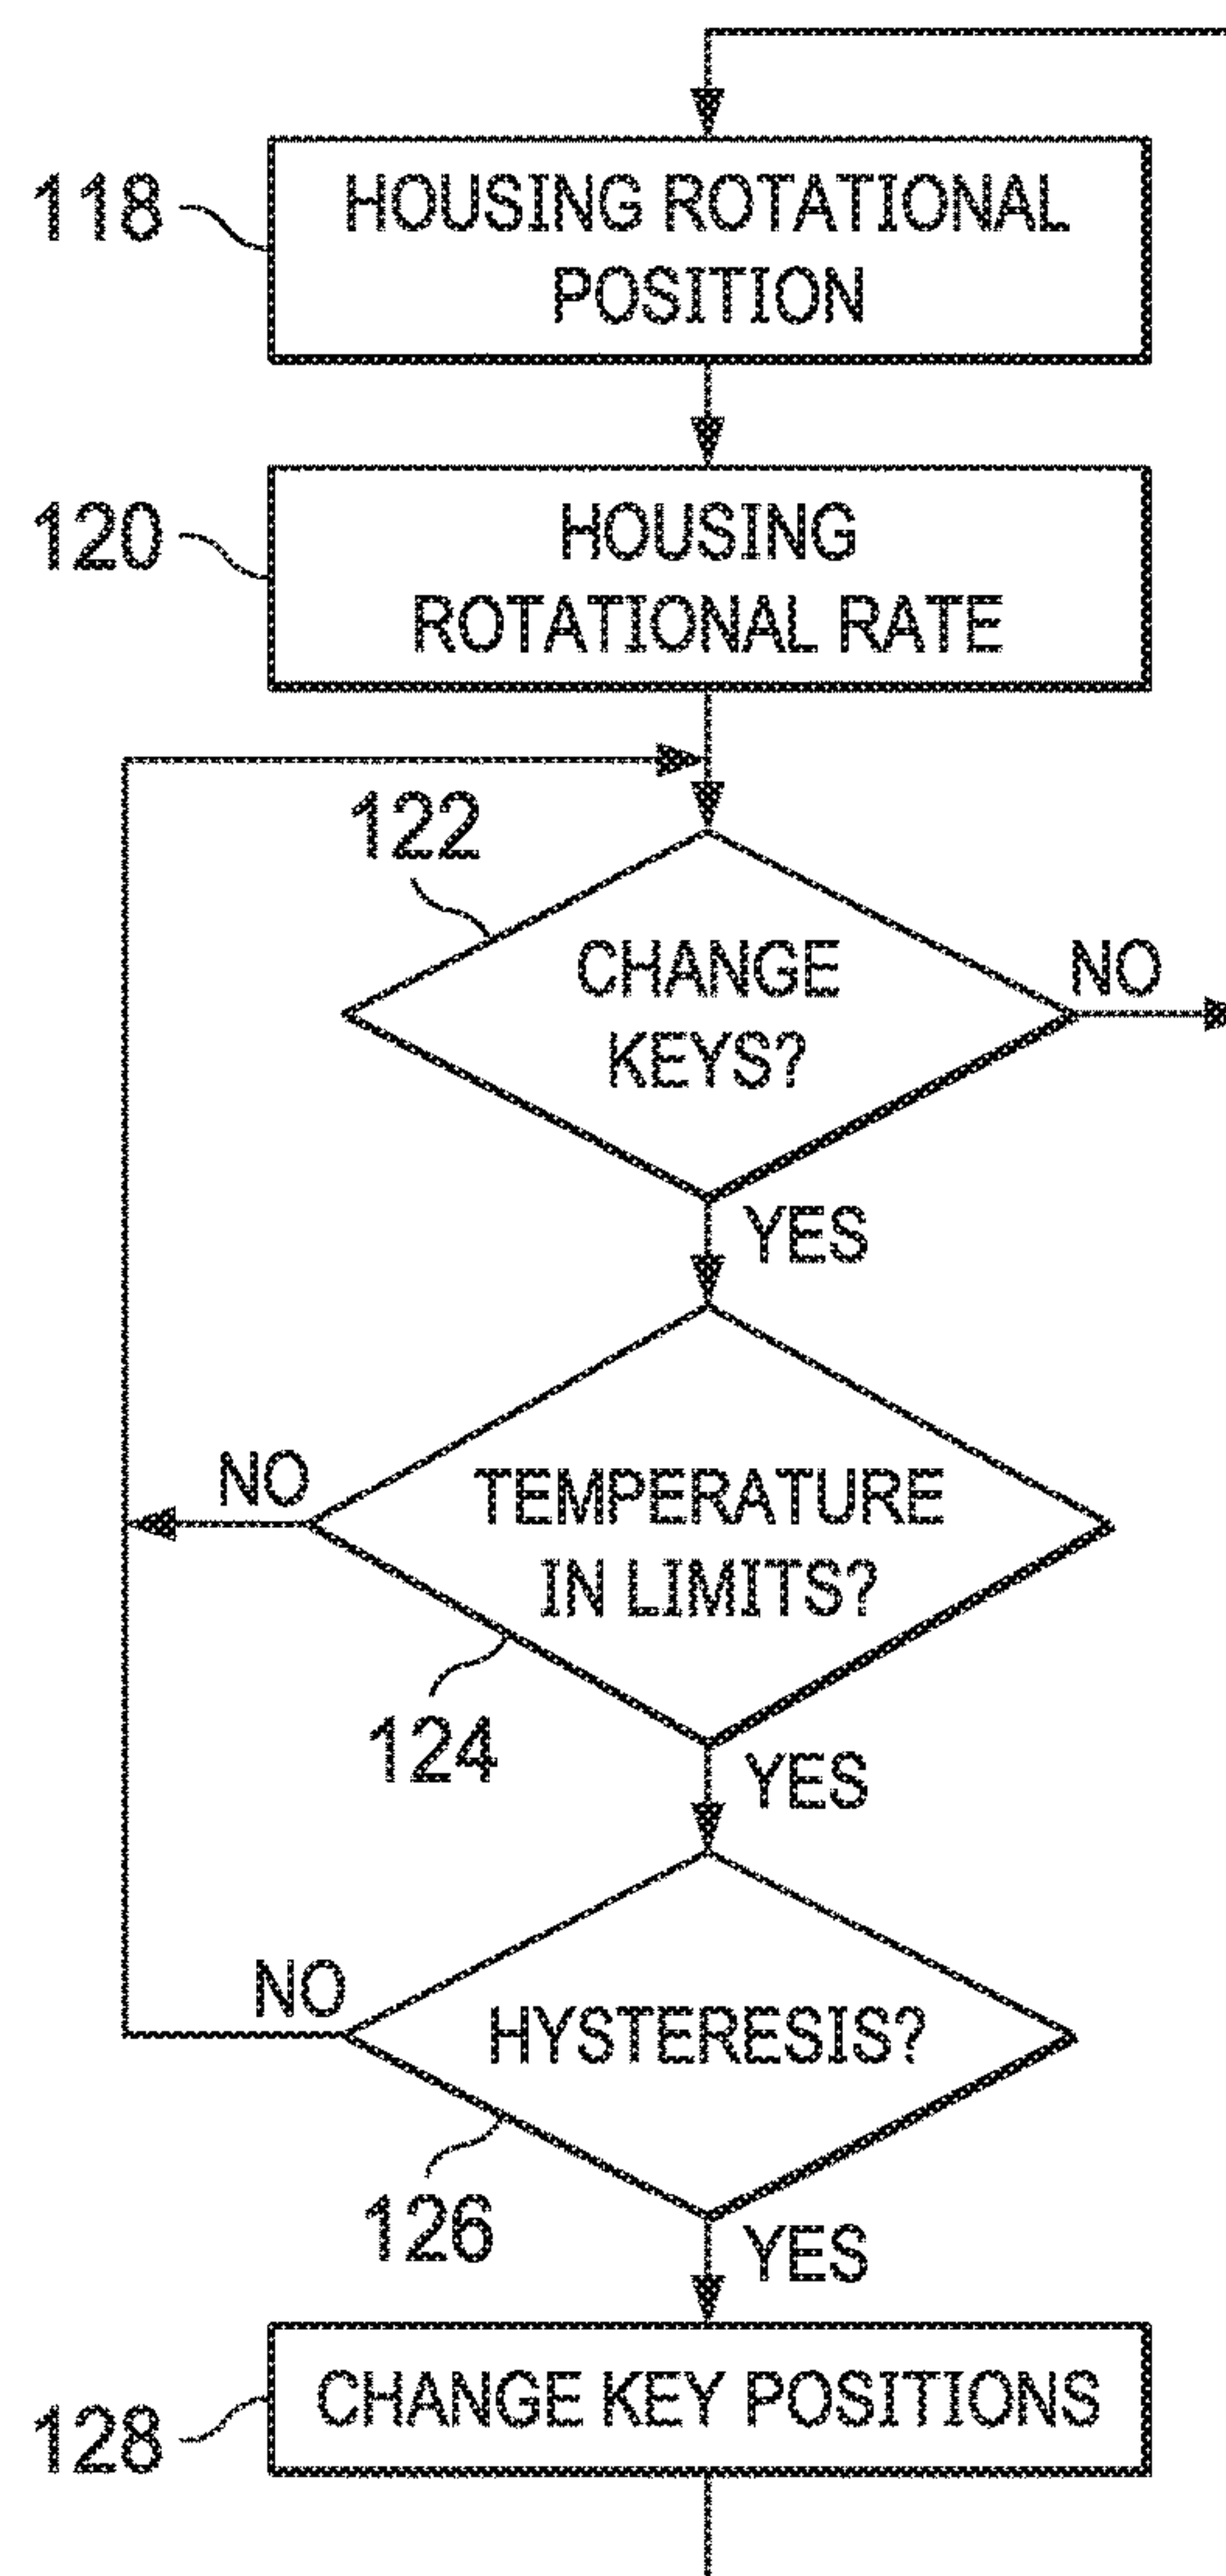 118
HOUSING ROTATIONAL
POSITION
120
HOUSING
ROTATIONAL RATE
122
CHANGE
KEYS?
NO
YES
NO
TEMPERATURE
IN LIMITS?
124
YES
NO
HYSTERESIS?
126
YES
128
CHANGE KEY POSITIONS